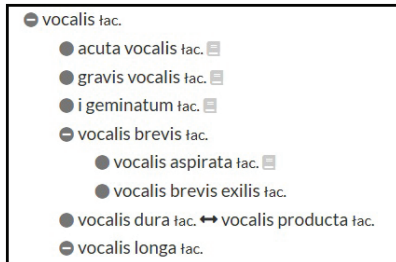 vocalis łac.
acuta vocalis łac.
gravis vocalis łac.
i geminatum łac.
vocalis brevis łac.
vocalis aspirata łac.
vocalis brevis exilis łac.
vocalis dura łac. ↔ vocalis producta łac.
vocalis longa łac.